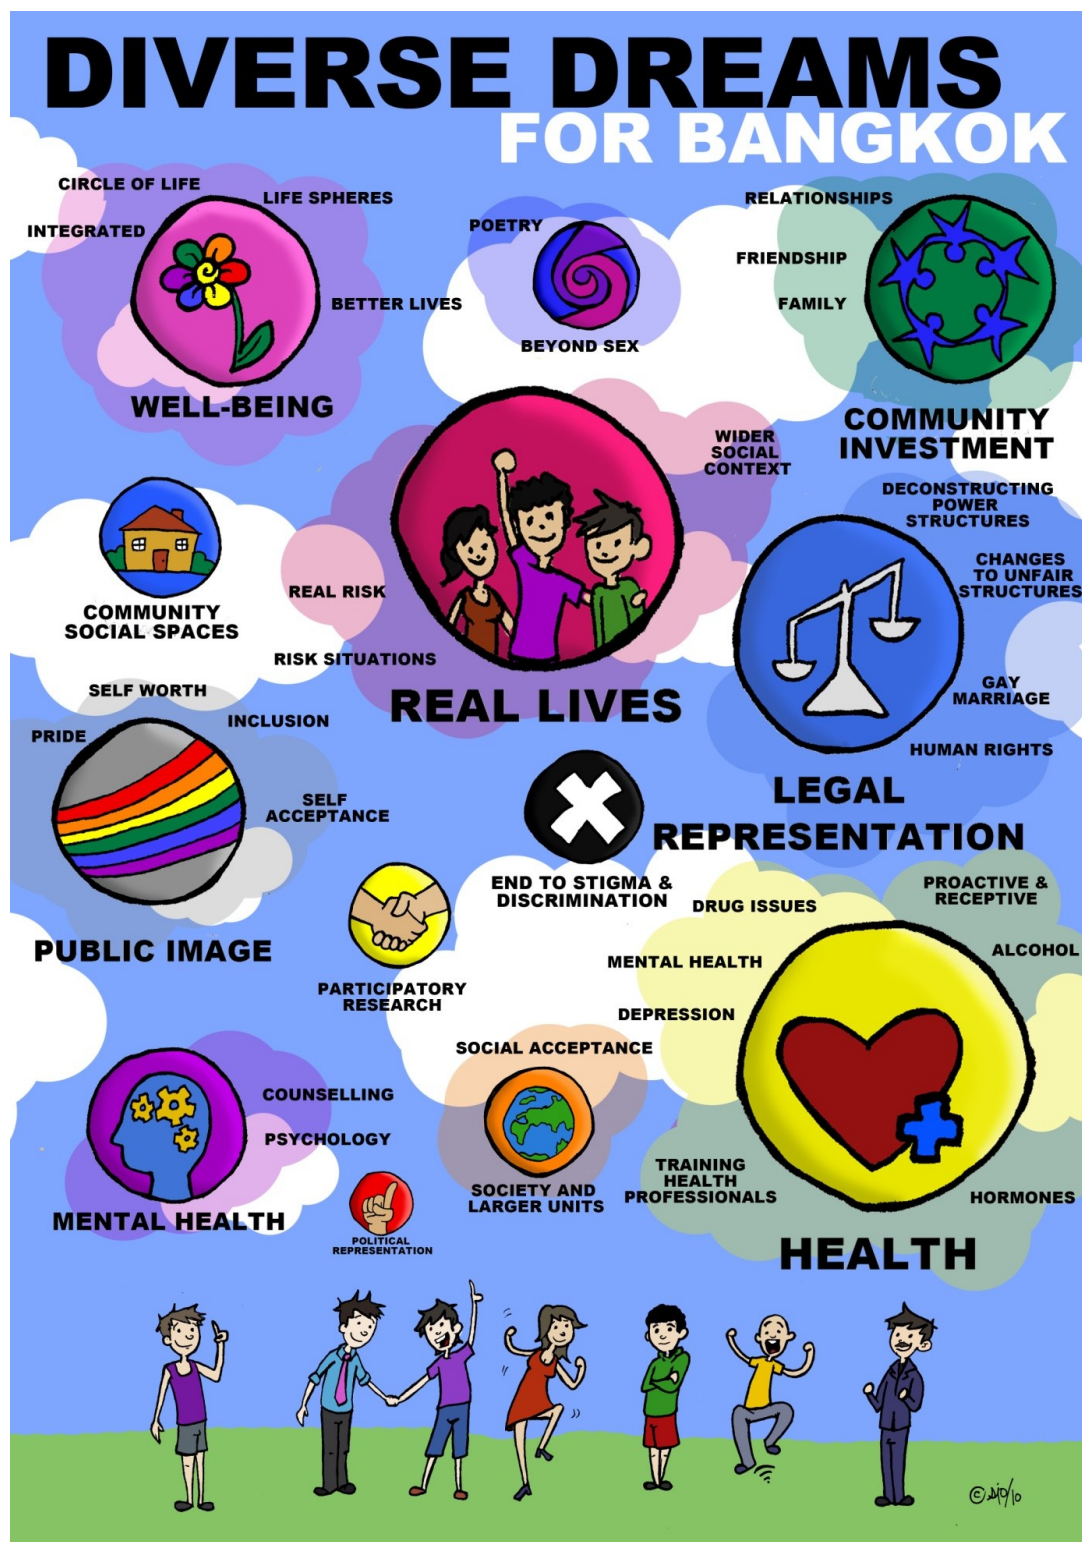 DIVERSE DREAMS
FOR BANGKOK
CIRCLE OF LIFE
LIFE SPHERES
INTEGRATED
BETTER LIVES
WELL-BEING
POETRY
BEYOND SEX
RELATIONSHIPS
FRIENDSHIP
FAMILY
COMMUNITY
INVESTMENT
WIDER
SOCIAL
CONTEXT
REAL RISK
RISK SITUATIONS
REAL LIVES
COMMUNITY
SOCIAL SPACES
DECONSTRUCTING
POWER
STRUCTURES
CHANGES
TO UNFAIR
STRUCTURES
GAY
MARRIAGE
HUMAN RIGHTS
LEGAL
REPRESENTATION
SELF WORTH
INCLUSION
PRIDE
SELF
ACCEPTANCE
PUBLIC IMAGE
END TO STIGMA &
DISCRIMINATION
PARTICIPATORY
RESEARCH
DRUG ISSUES
PROACTIVE &
RECEPTIVE
MENTAL HEALTH
ALCOHOL
DEPRESSION
TRAINING
HEALTH
PROFESSIONALS
HORMONES
HEALTH
SOCIAL ACCEPTANCE
SOCIETY AND
LARGER UNITS
COUNSELLING
PSYCHOLOGY
MENTAL HEALTH
POLITICAL
REPRESENTATION